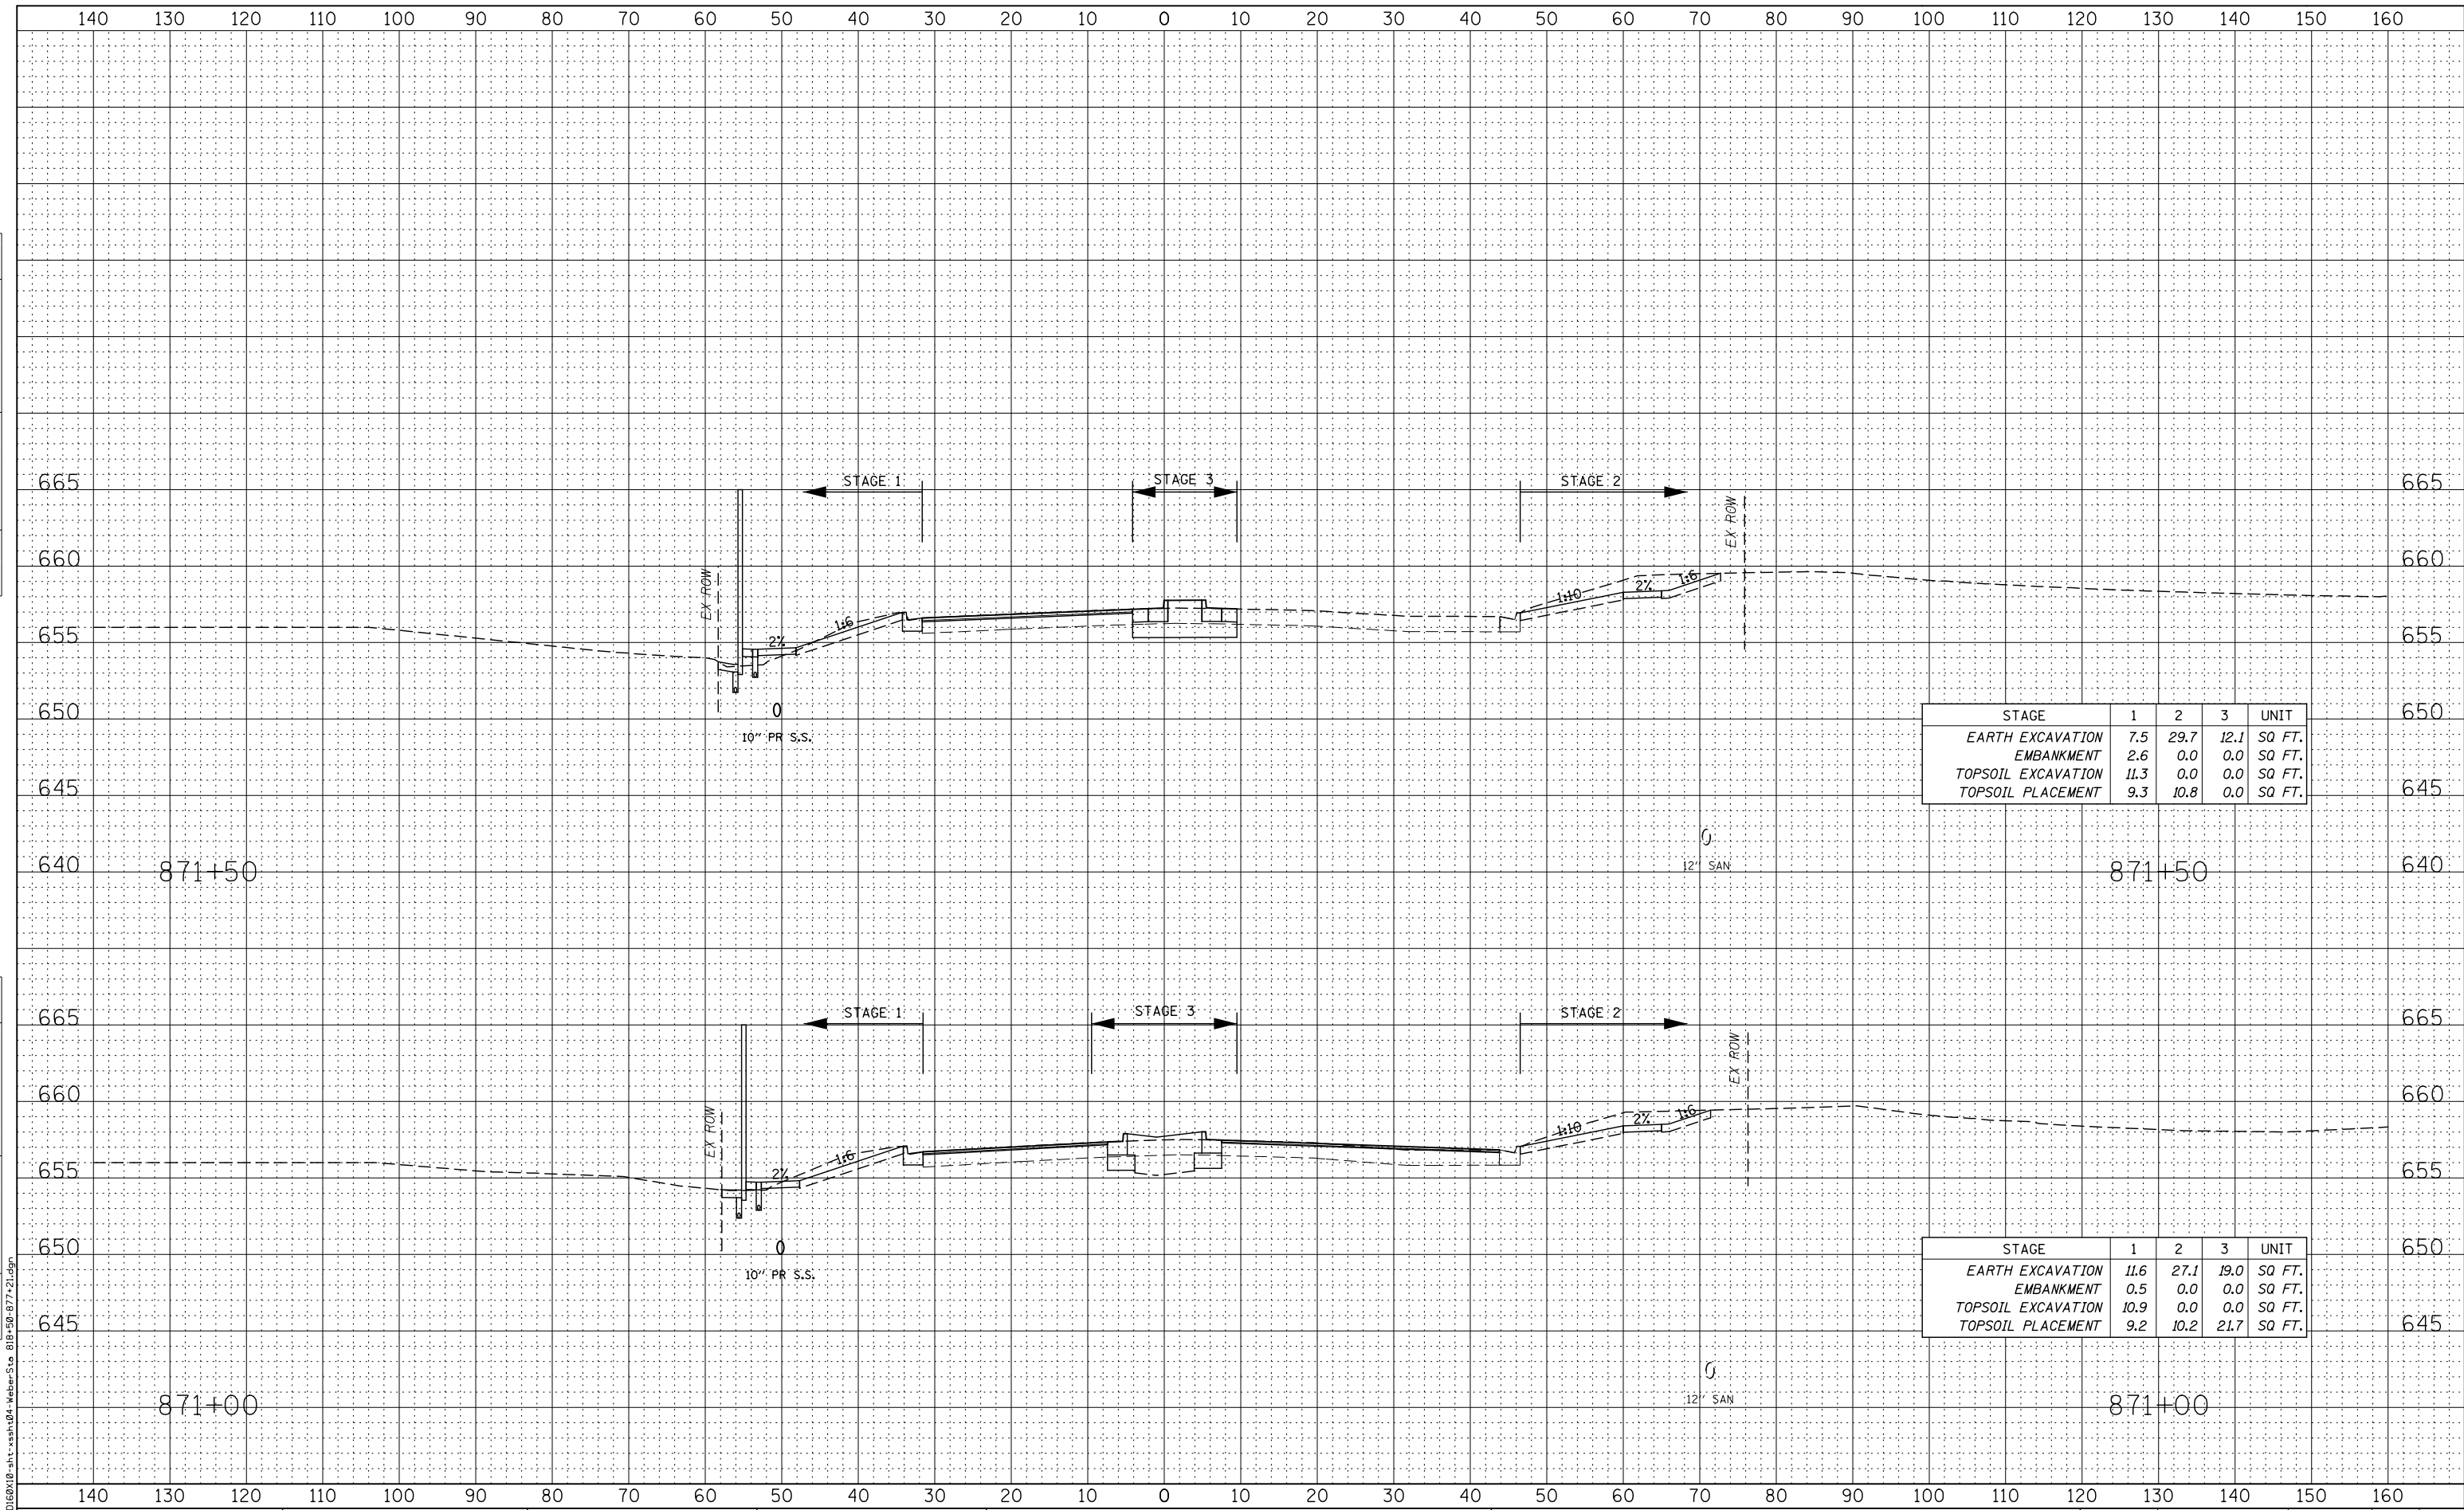 140 130 120 110 100 90 80 70 60 50 40 30 20 10 0 10 20 30 40 50 60 70 80 90 100 110 120 130 140 150 160
STAGE 1 STAGE 3 STAGE 2
665 665
EX ROW
660 660
EX ROW
1:10 2% 1:6
1:6
655 655
2%
650 650
10" PR S.S.
STAGE 1 2 3 UNIT
EARTH EXCAVATION 7.5 29.7 12.1 SQ FT.
EMBANKMENT 2.6 0.0 0.0 SQ FT.
TOPSOIL EXCAVATION 11.3 0.0 0.0 SQ FT.
TOPSOIL PLACEMENT 9.3 10.8 0.0 SQ FT.
645 645
12" SAN
640 871+50 871+50 640
STAGE 1 STAGE 3 STAGE 2
665 665
EX ROW
660 660
EX ROW
1:10 2% 1:6
1:6
655 655
2%
650 650
10" PR S.S.
STAGE 1 2 3 UNIT
EARTH EXCAVATION 11.6 27.1 19.0 SQ FT.
EMBANKMENT 0.5 0.0 0.0 SQ FT.
TOPSOIL EXCAVATION 10.9 0.0 0.0 SQ FT.
TOPSOIL PLACEMENT 9.2 10.2 21.7 SQ FT.
645 645
12" SAN
871+00 871+00
D160X10-sht-xssht04-WeberSta 818+50-877+21.dgn
140 130 120 110 100 90 80 70 60 50 40 30 20 10 0 10 20 30 40 50 60 70 80 90 100 110 120 130 140 150 160